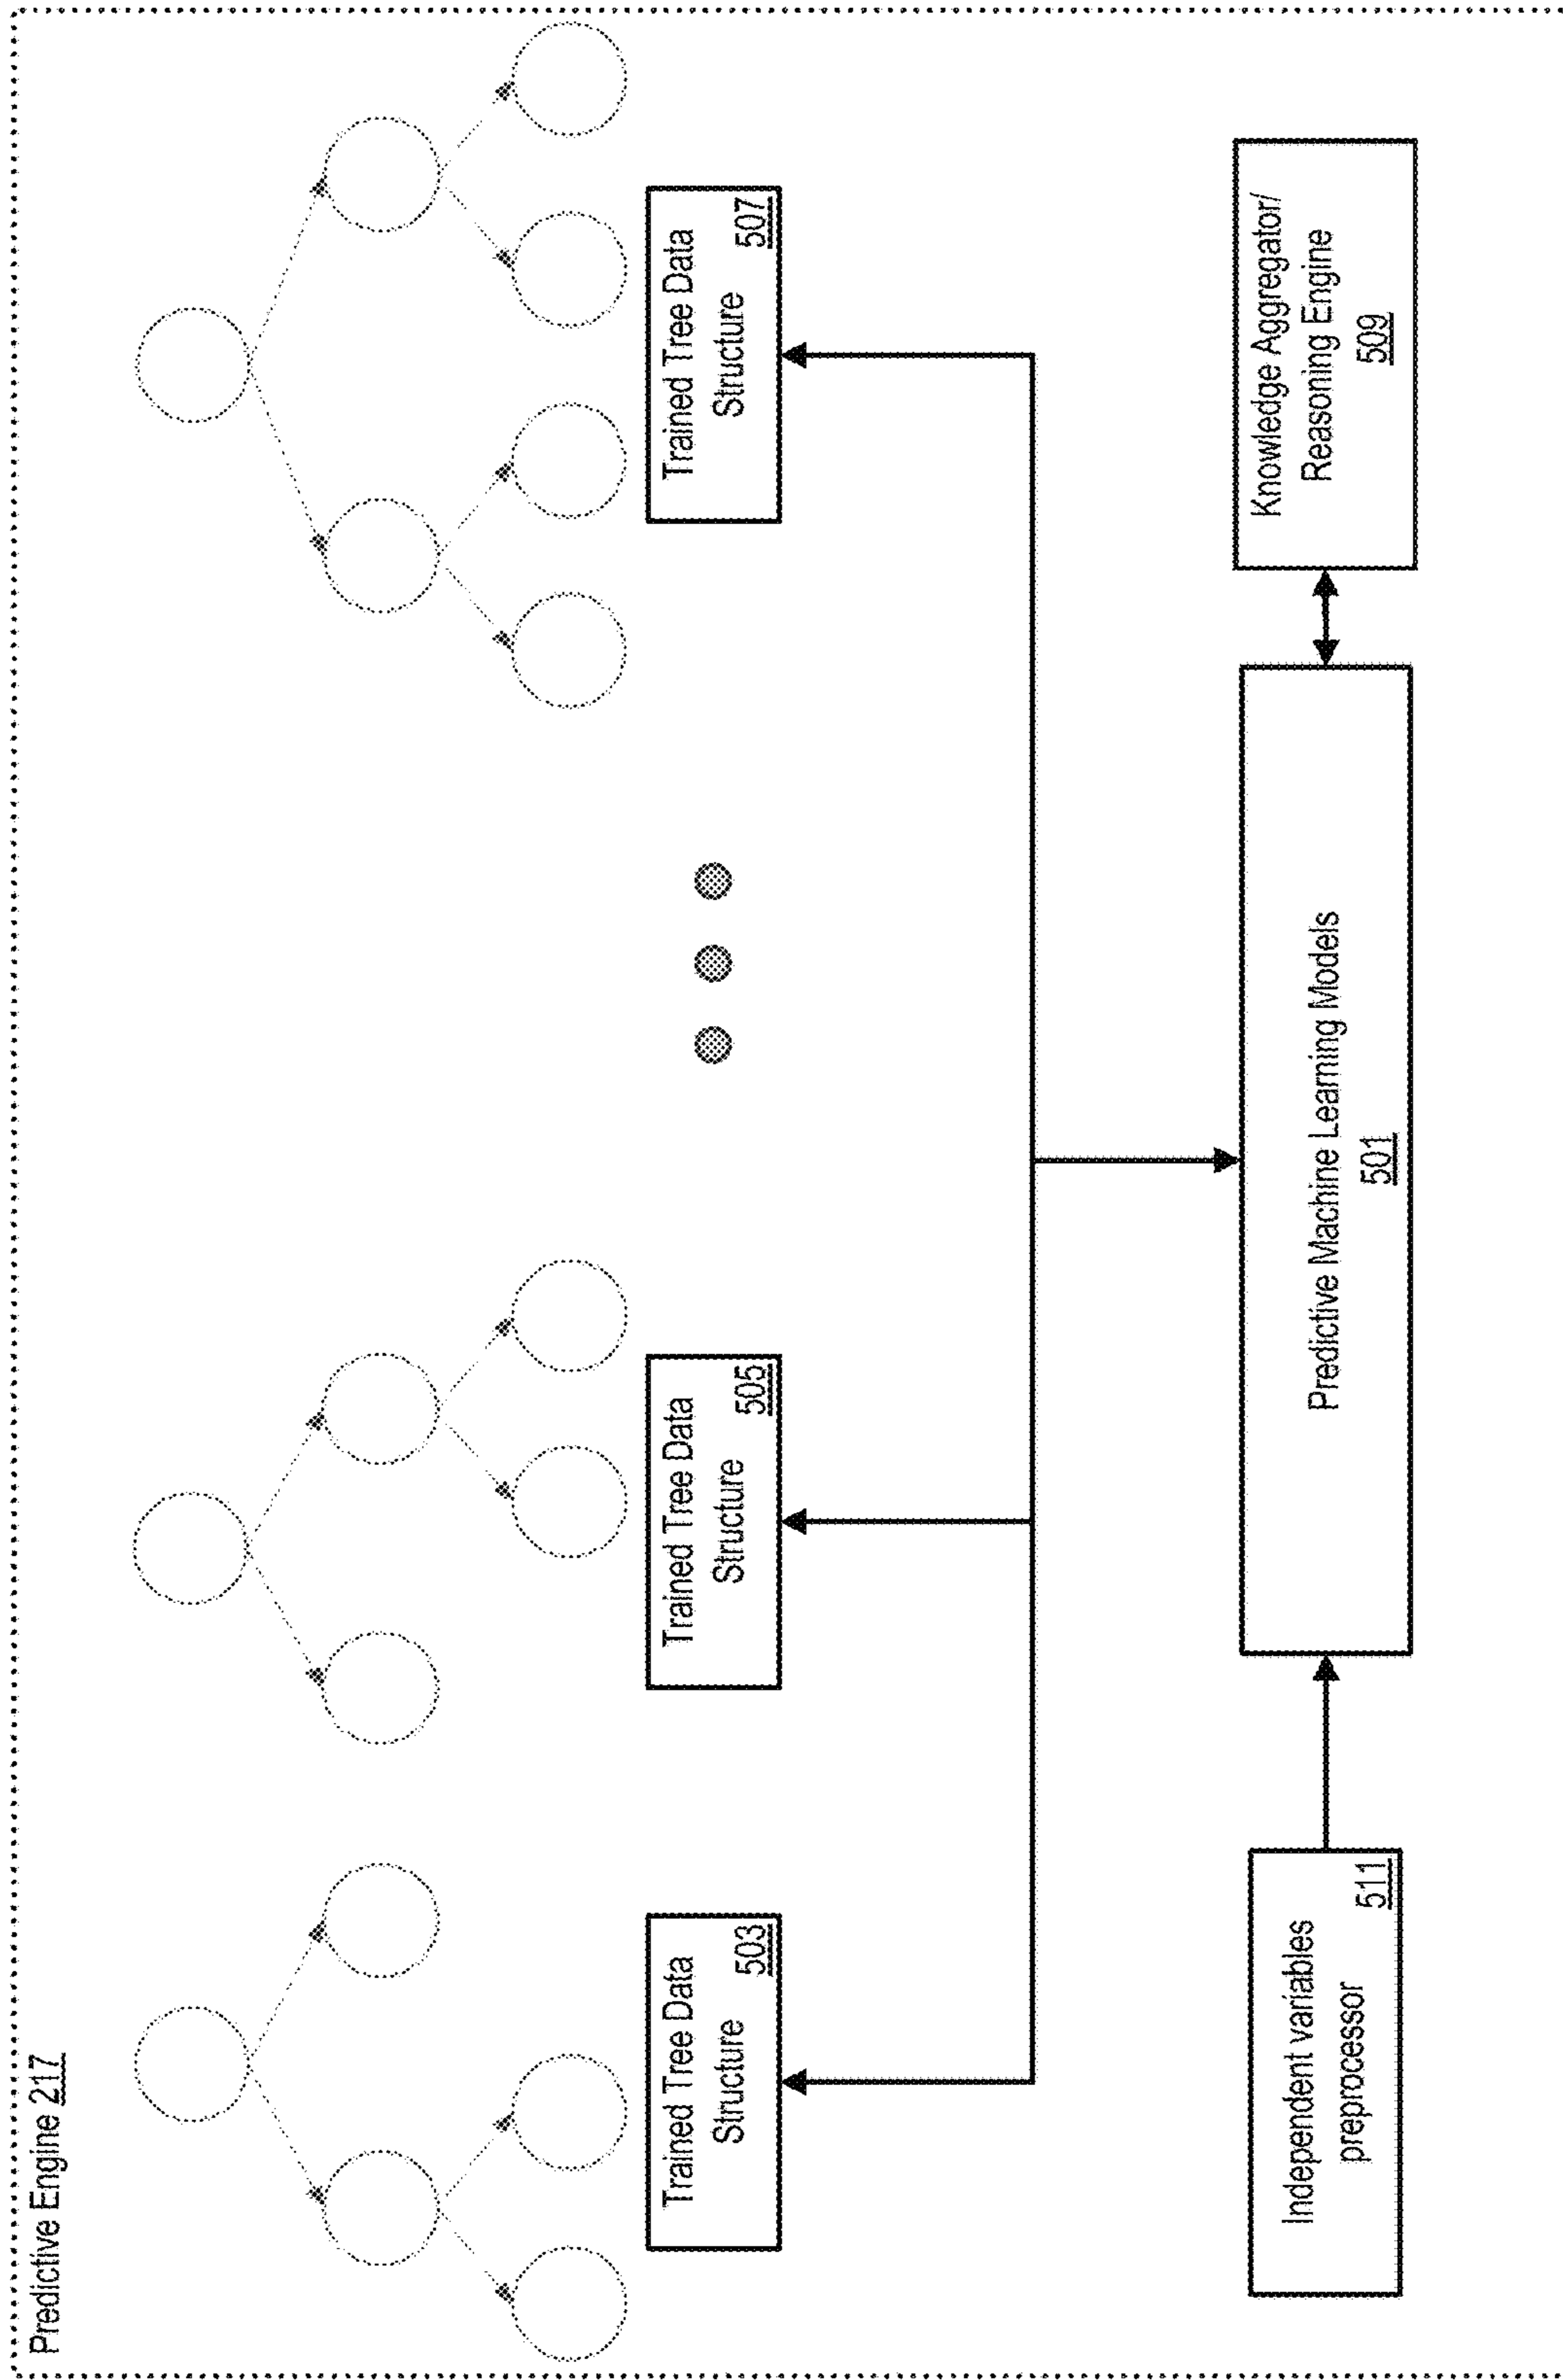 Predictive Engine 217
Trained Tree Data
Structure
503
Trained Tree Data
Structure
505
Trained Tree Data
Structure
507
Independent variables
preprocessor
511
Predictive Machine Learning Models
501
Knowledge Aggregator/
Reasoning Engine
509